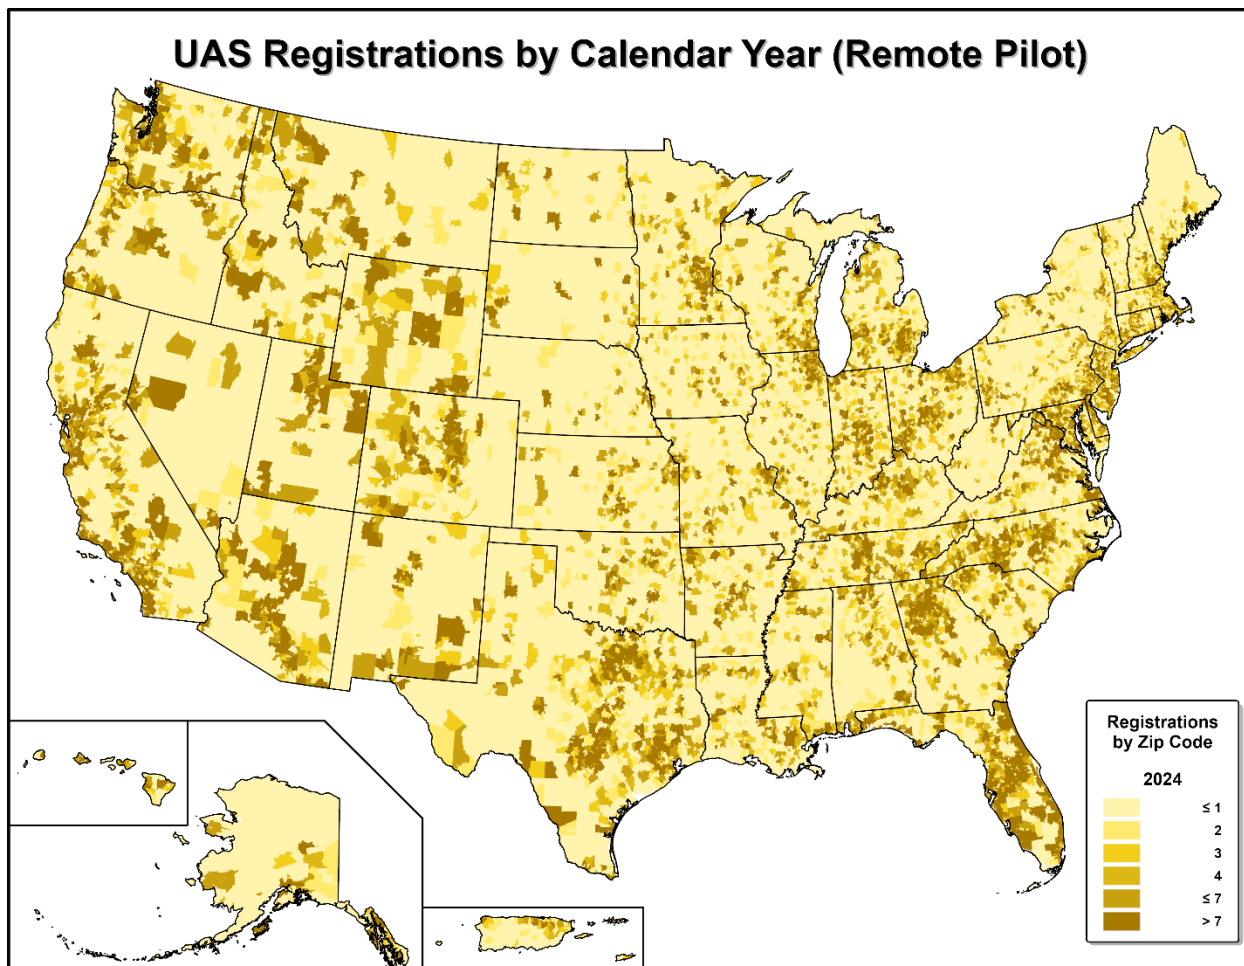 UAS Registrations by Calendar Year (Remote Pilot)
Registrations
by Zip Code
2024
≤ 1
2
3
4
≤ 7
> 7